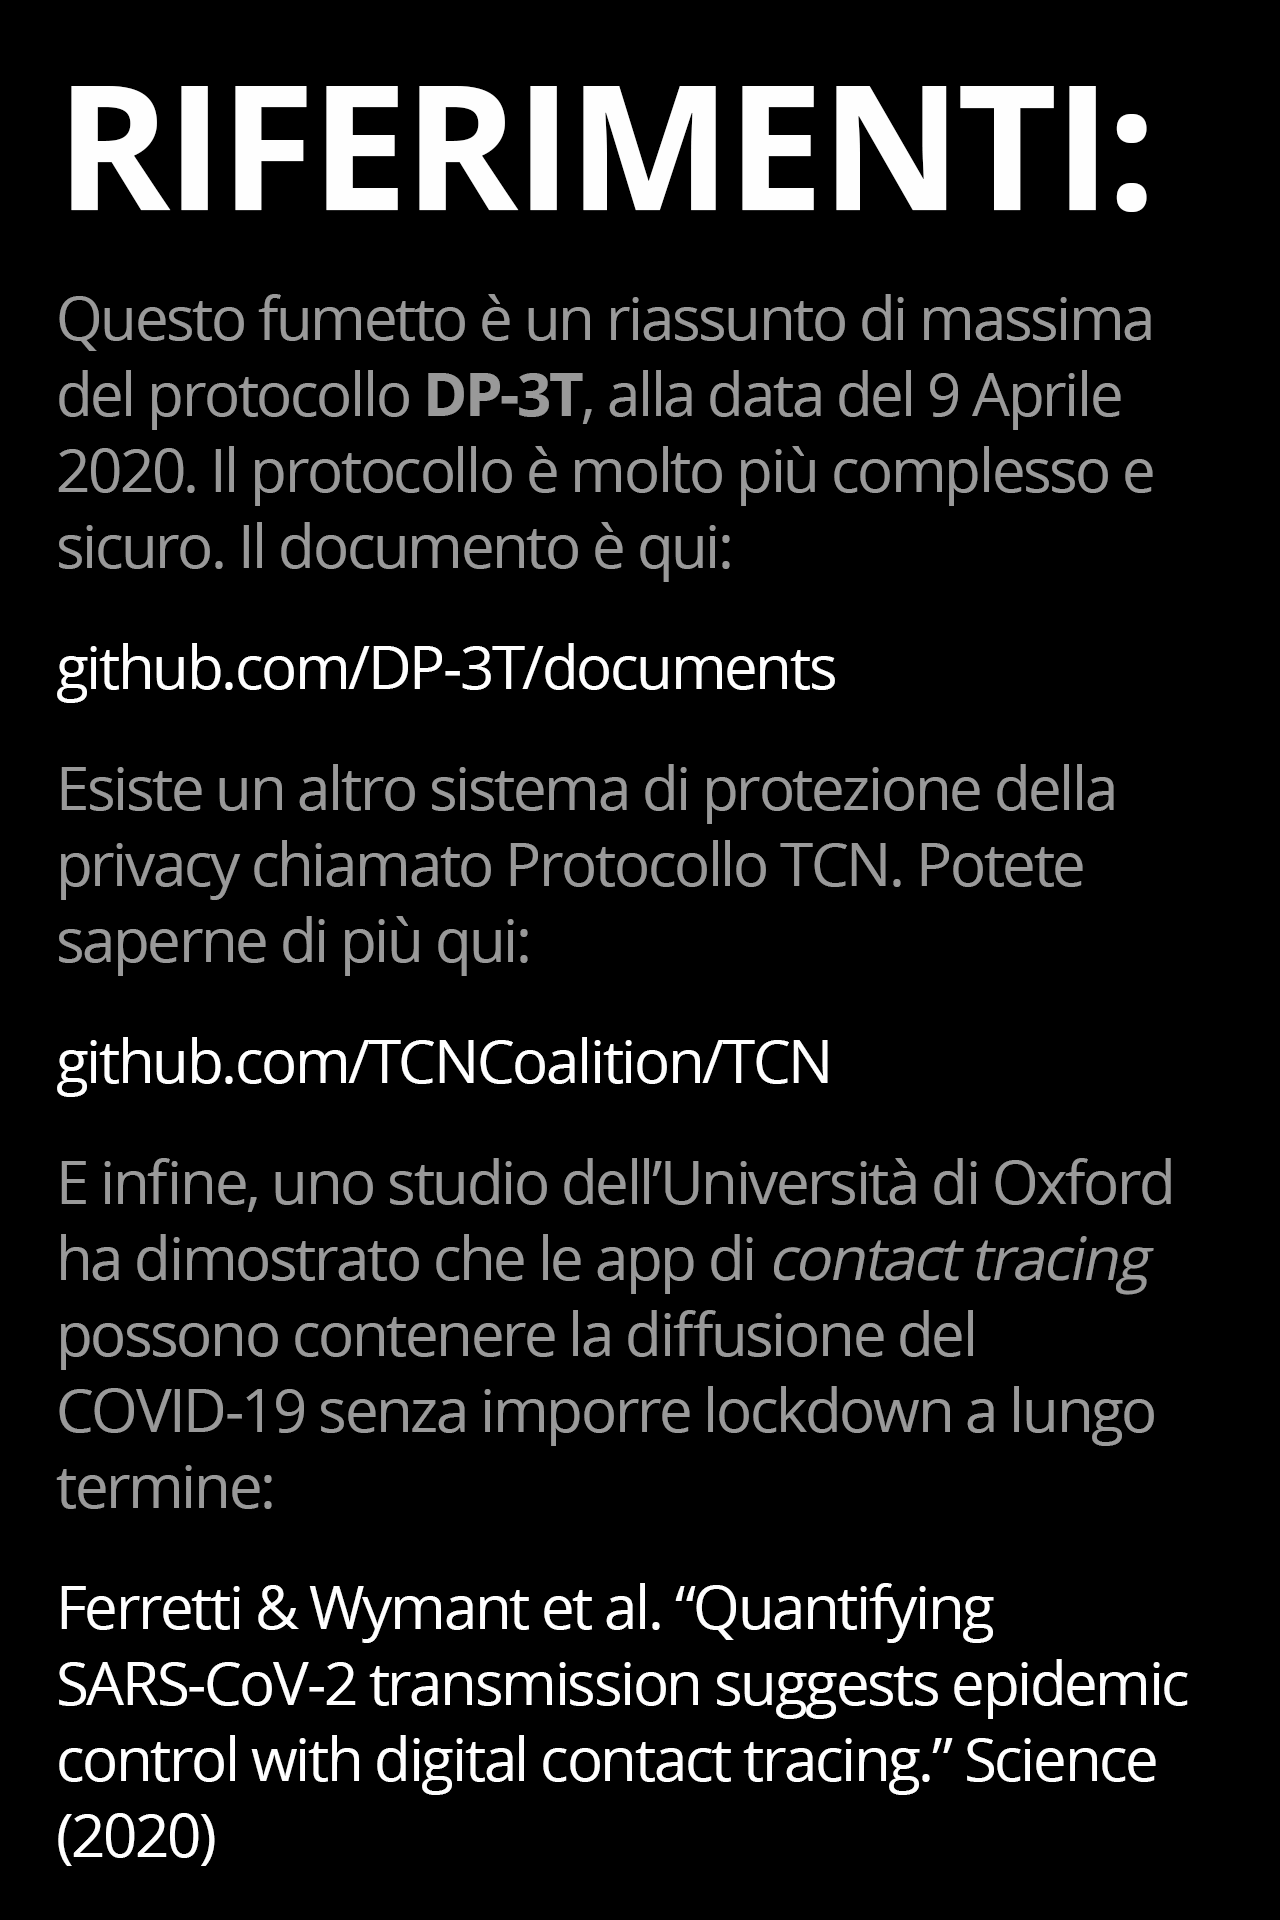 RIFERIMENTI:
Questo fumetto è un riassunto di massima
del protocollo DP-3T, alla data del 9 Aprile
2020. Il protocollo è molto più complesso e
sicuro. Il documento è qui:
github.com/DP-3T/documents
Esiste un altro sistema di protezione della
privacy chiamato Protocollo TCN. Potete
saperne di più qui:
github.com/TCNCoalition/TCN
E infine, uno studio dell’Università di Oxford
ha dimostrato che le app di contact tracing
possono contenere la diffusione del
COVID-19 senza imporre lockdown a lungo
termine:
Ferretti & Wymant et al. “Quantifying
SARS-CoV-2 transmission suggests epidemic
control with digital contact tracing.” Science
(2020)